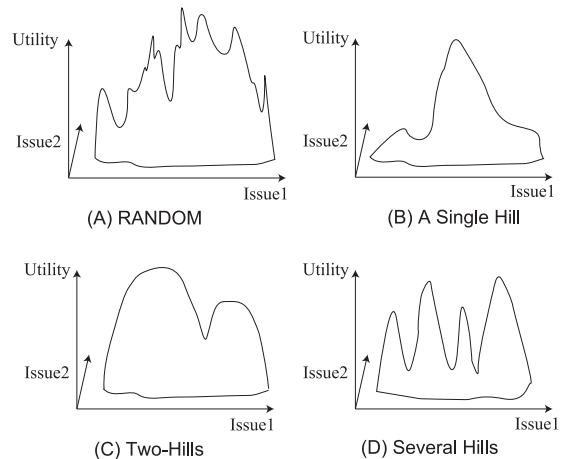 Utility
Issue2
Issue1
(A) RANDOM
Utility
Issue2
Issue1
(B) A Single Hill
Utility
Issue2
Issue1
(C) Two-Hills
Utility
Issue2
Issue1
(D) Several Hills